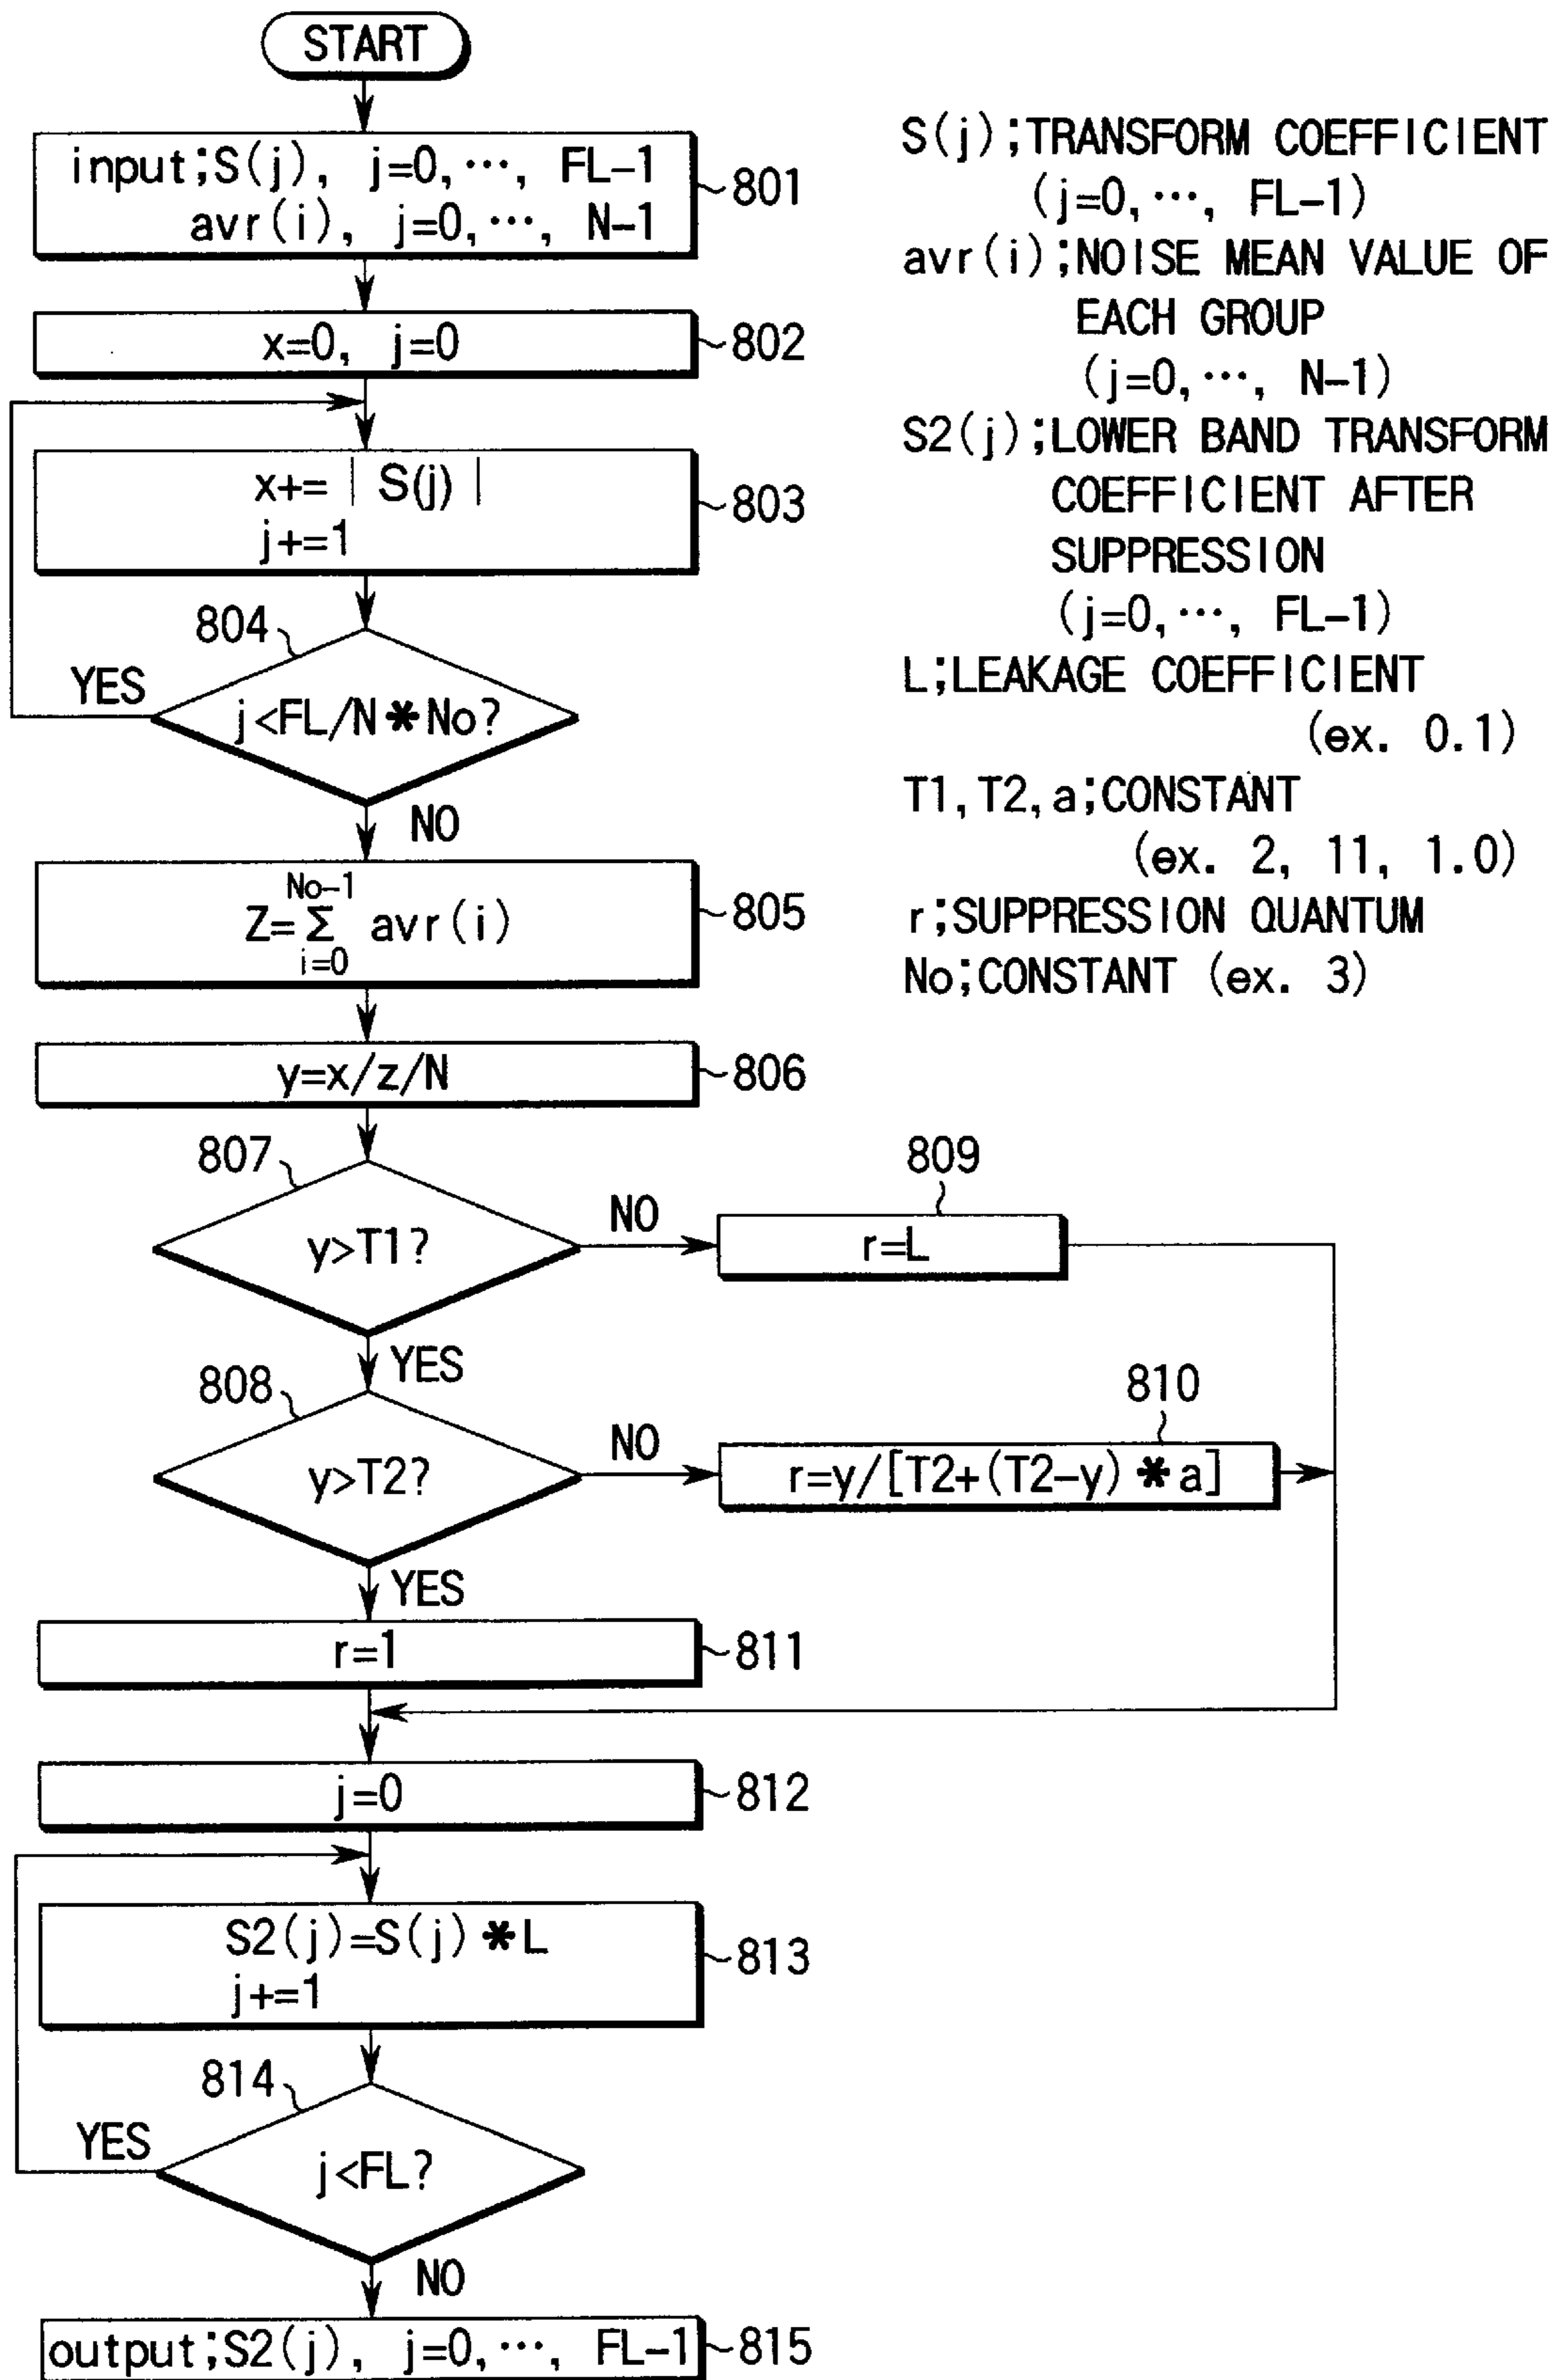 START
input;S(j), j=0,···, FL-1
avr(i), j=0,···, N-1
801
x=0, j=0
802
x+= | S(j) |
j+=1
803
804
YES
j<FL/N*No?
NO
No-1
Z=Σ avr(i)
i=0
805
y=x/z/N
806
807
y>T1?
NO
809
r=L
YES
808
y>T2?
NO
810
r=y/[T2+(T2-y)*a]
YES
r=1
811
j=0
812
S2(j)=S(j)*L
j+=1
813
814
YES
j<FL?
NO
output;S2(j), j=0,···, FL-1
815
S(j);TRANSFORM COEFFICIENT
(j=0,···, FL-1)
avr(i);NOISE MEAN VALUE OF
EACH GROUP
(j=0,···, N-1)
S2(j);LOWER BAND TRANSFORM
COEFFICIENT AFTER
SUPPRESSION
(j=0,···, FL-1)
L;LEAKAGE COEFFICIENT
(ex. 0.1)
T1,T2,a;CONSTANT
(ex. 2, 11, 1.0)
r;SUPPRESSION QUANTUM
No;CONSTANT (ex. 3)